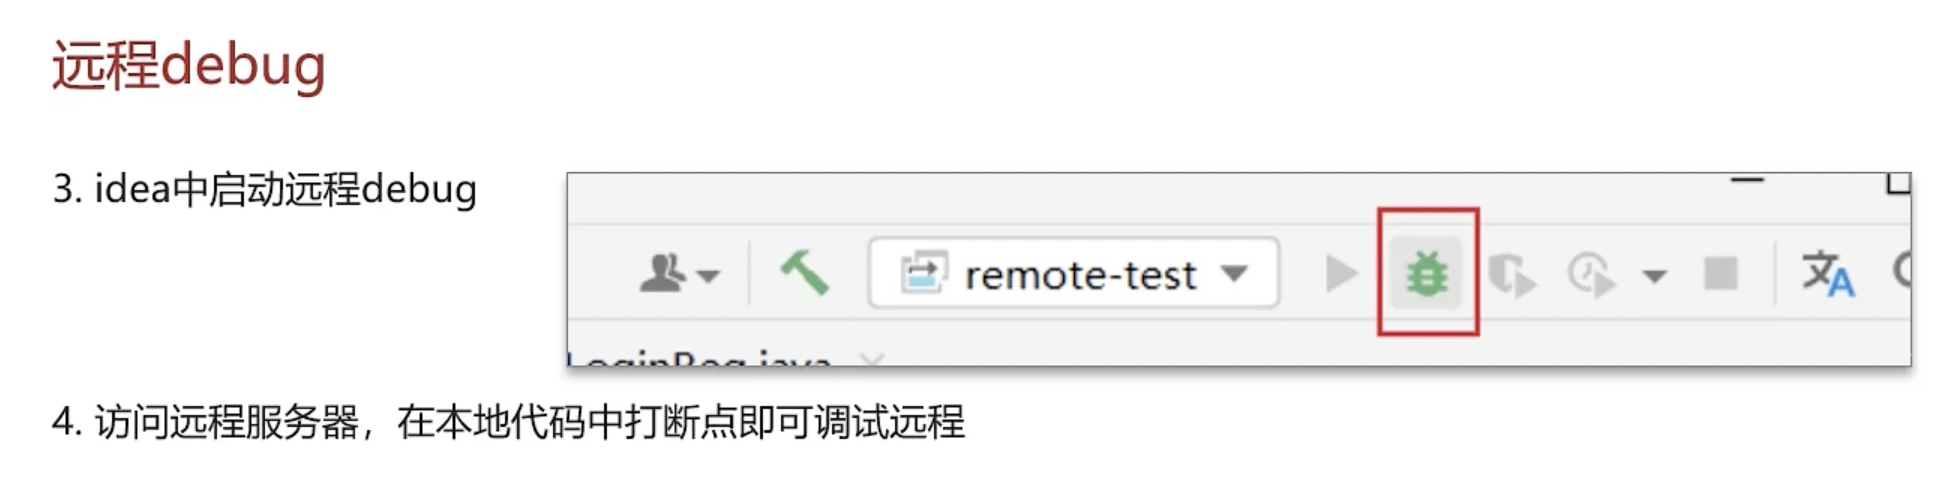 远程debug
3. idea中启动远程debug
remote-test
LoginReq.java
4. 访问远程服务器，在本地代码中打断点即可调试远程